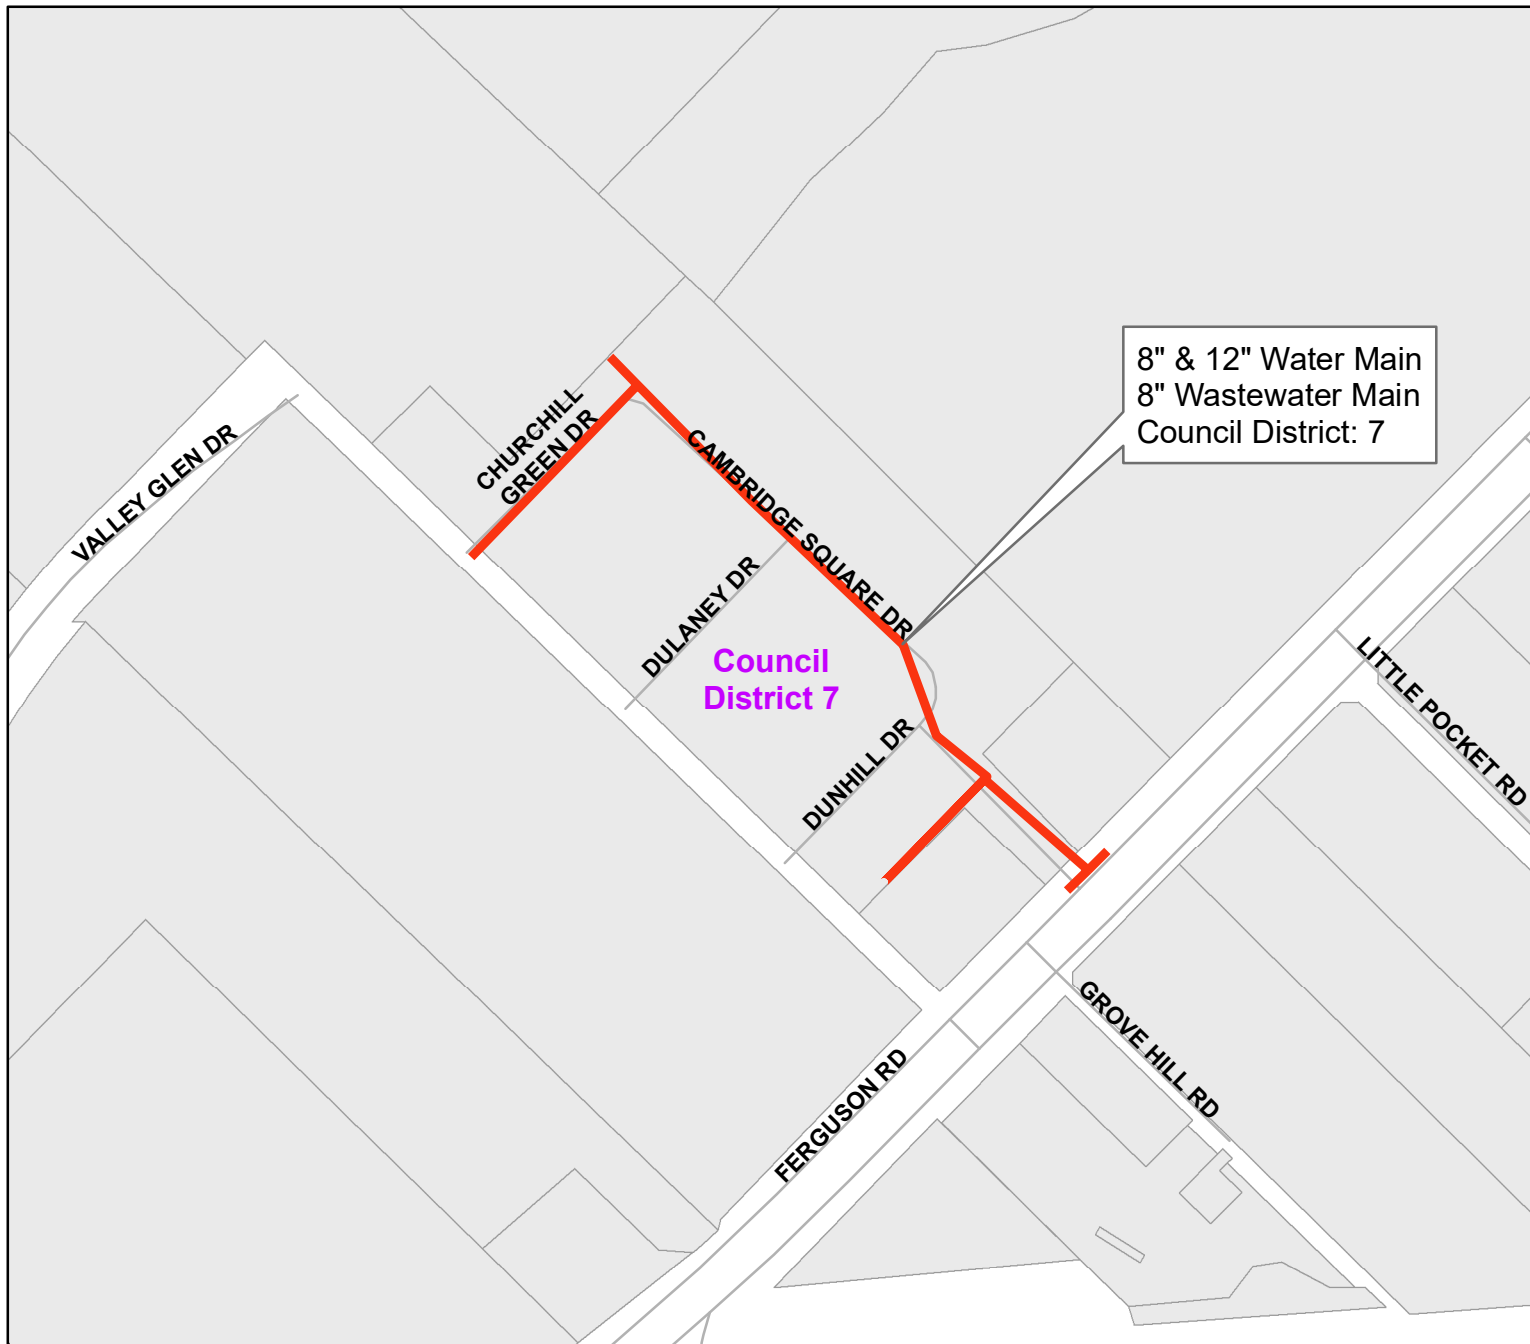 8" & 12" Water Main
8" Wastewater Main
Council District: 7
CHURCHILL
GREEN DR
VALLEY GLEN DR
CAMBRIDGE SQUARE DR
DULANEY DR
Council
District 7
LITTLE POCKET RD
DUNHILL DR
GROVE HILL RD
FERGUSON RD